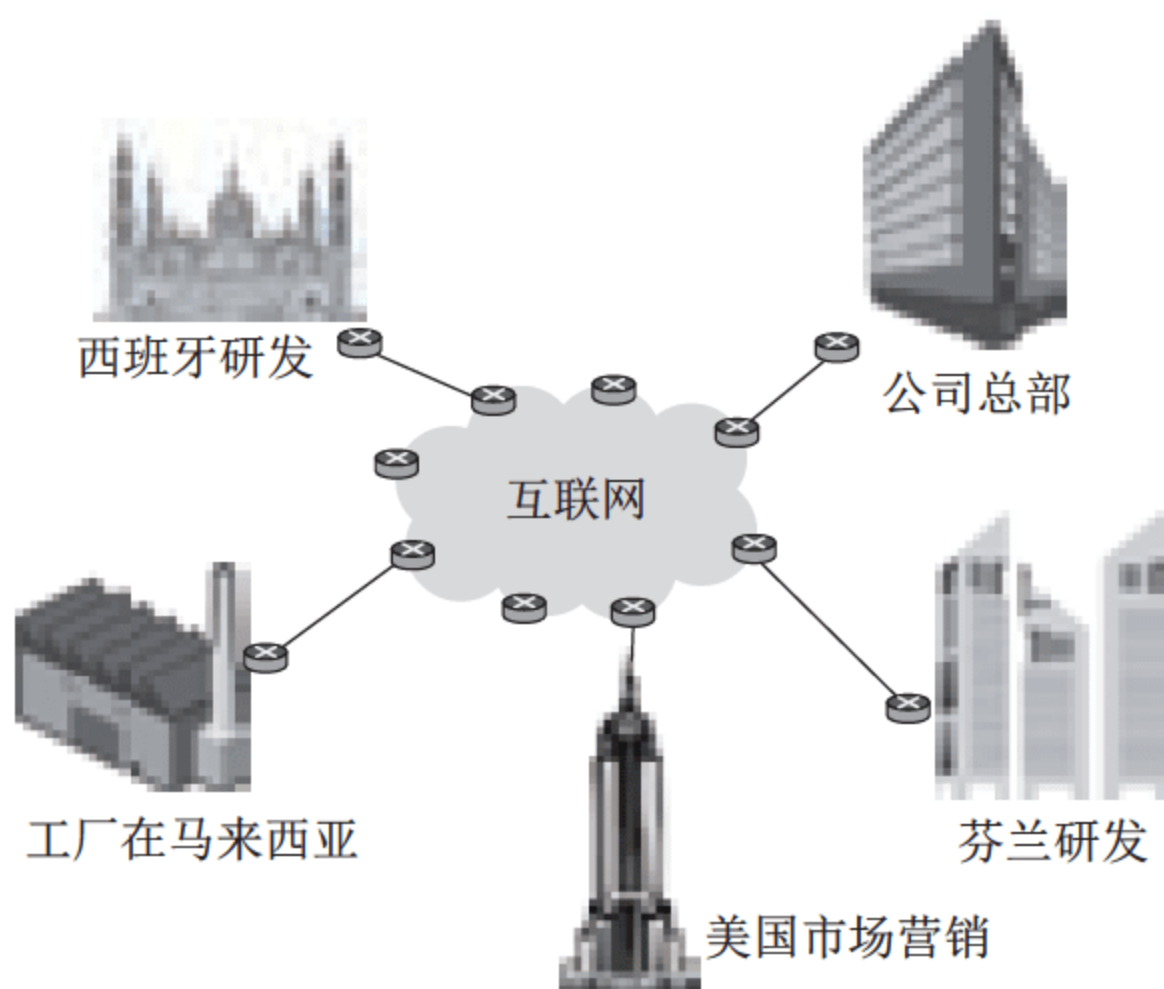 西班牙研发
公司总部
互联网
工厂在马来西亚
芬兰研发
美国市场营销